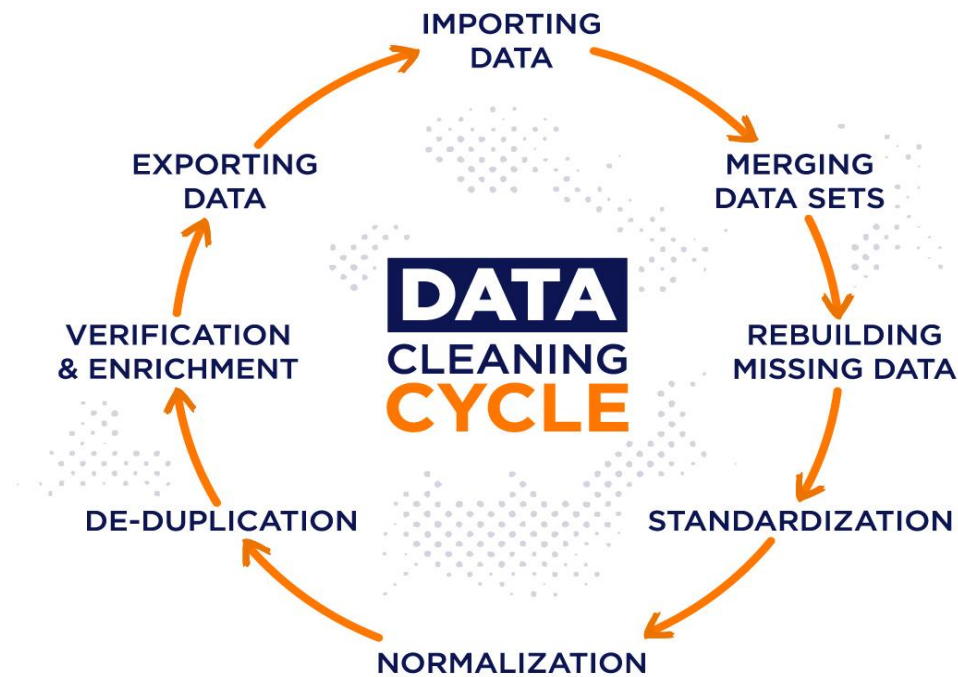 IMPORTING
DATA
MERGING
DATA SETS
REBUILDING
MISSING DATA
STANDARDIZATION
NORMALIZATION
DE-DUPLICATION
VERIFICATION
& ENRICHMENT
EXPORTING
DATA
DATA
CLEANING
CYCLE